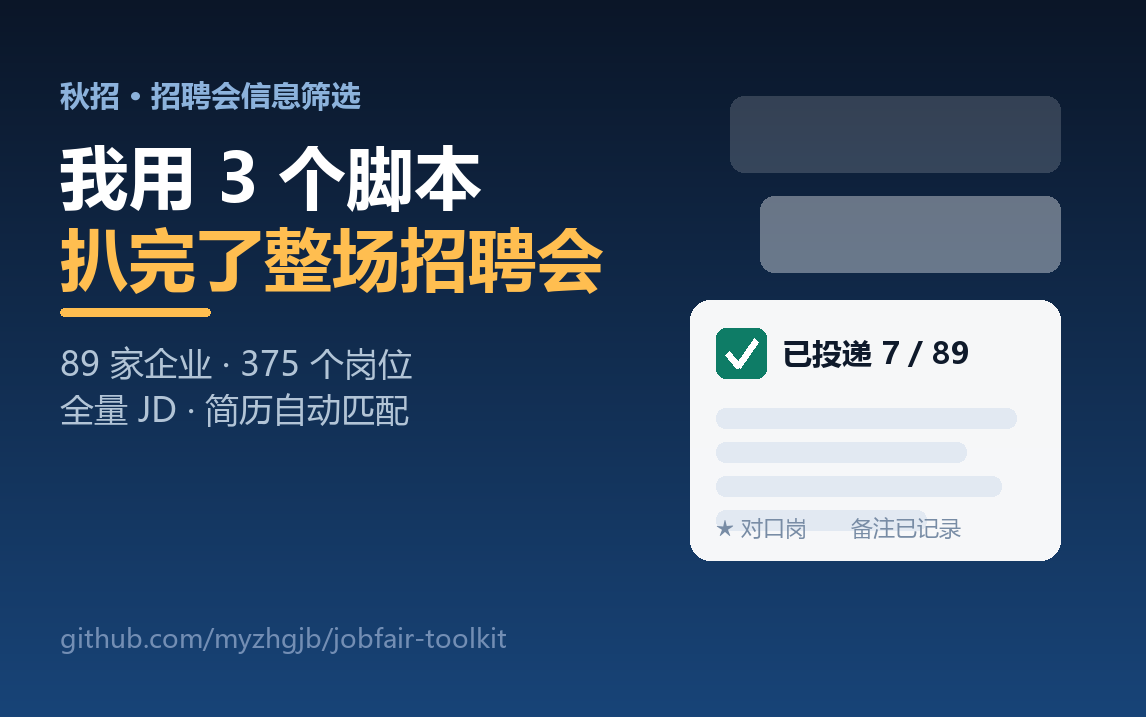 秋招·招聘会信息筛选
我用 3 个脚本
扒完了整场招聘会
89 家企业 · 375 个岗位
全量 JD · 简历自动匹配
已投递 7 / 89
★ 对口岗 备注已记录
github.com/myzhgjb/jobfair-toolkit